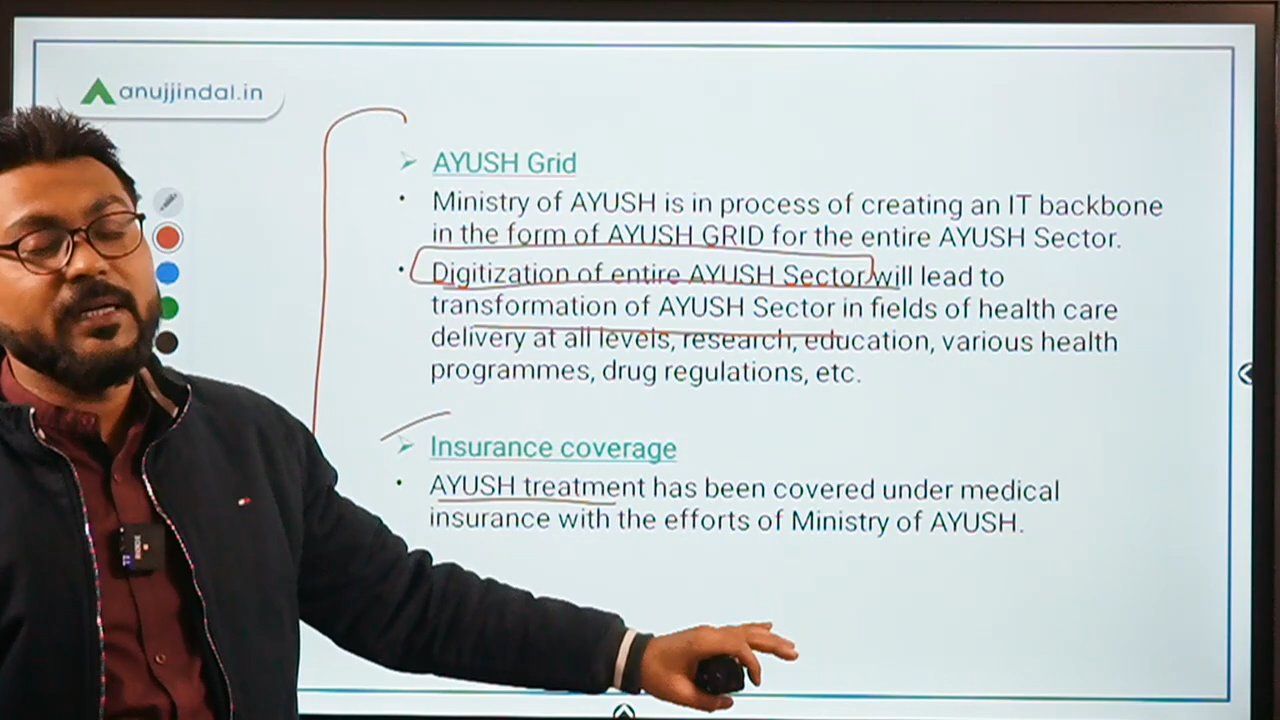 anujjindal.in
AYUSH Grid
Ministry of AYUSH is in process of creating an IT backbone
in the form of AYUSH GRID for the entire AYUSH Sector.
Digitization of entire AYUSH Sector will lead to
transformation of AYUSH Sector in fields of health care
delivery at all levels, research, education, various health
programmes, drug regulations, etc.
Insurance coverage
AYUSH treatment has been covered under medical
insurance with the efforts of Ministry of AYUSH.